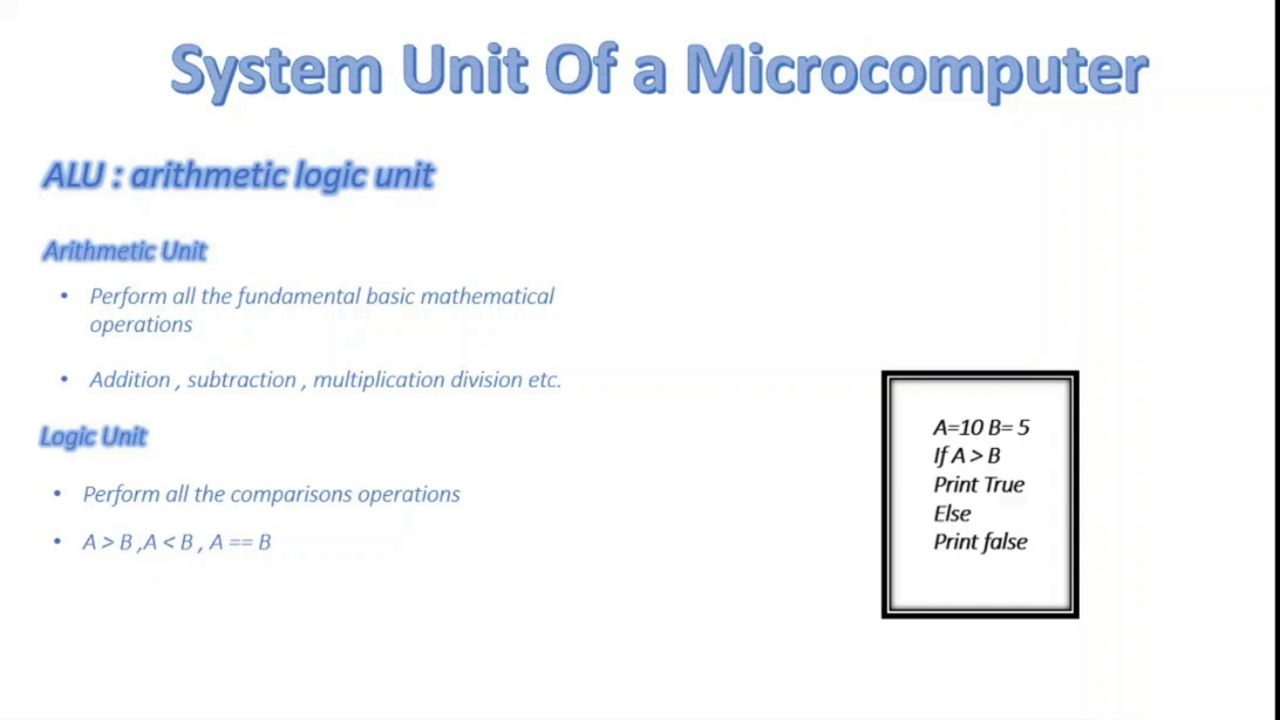 System Unit Of a Microcomputer
ALU : arithmetic logic unit
Arithmetic Unit
• Perform all the fundamental basic mathematical
operations
• Addition , subtraction , multiplication division etc.
Logic Unit
• Perform all the comparisons operations
• A > B ,A < B , A == B
A=10 B= 5
If A > B
Print True
Else
Print false